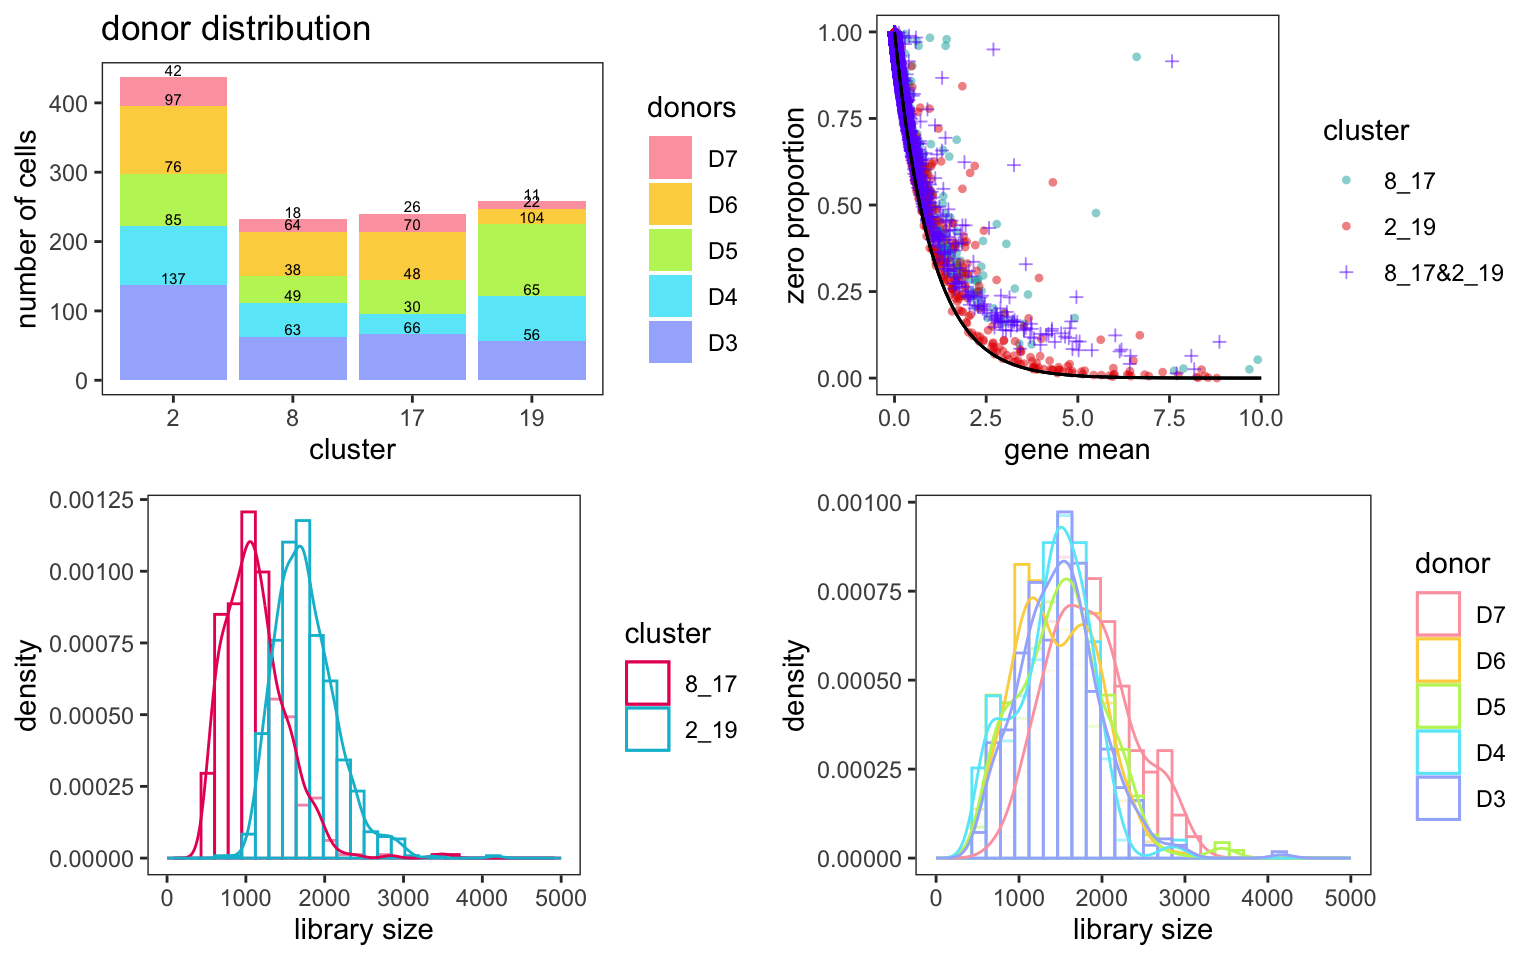 donor distribution
number of cells
400
300
200
100
0
42
97
76
85
137
18
64
38
49
63
26
70
48
30
66
11
22
104
65
56
2
8
17
19
cluster
donors
D7
D6
D5
D4
D3
zero proportion
1.00
0.75
0.50
0.25
0.00
0.0
2.5
5.0
7.5
10.0
gene mean
cluster
8_17
2_19
8_17&2_19
density
0.00125
0.00100
0.00075
0.00050
0.00025
0.00000
0
1000
2000
3000
4000
5000
library size
cluster
8_17
2_19
density
0.00100
0.00075
0.00050
0.00025
0.00000
0
1000
2000
3000
4000
5000
library size
donor
D7
D6
D5
D4
D3